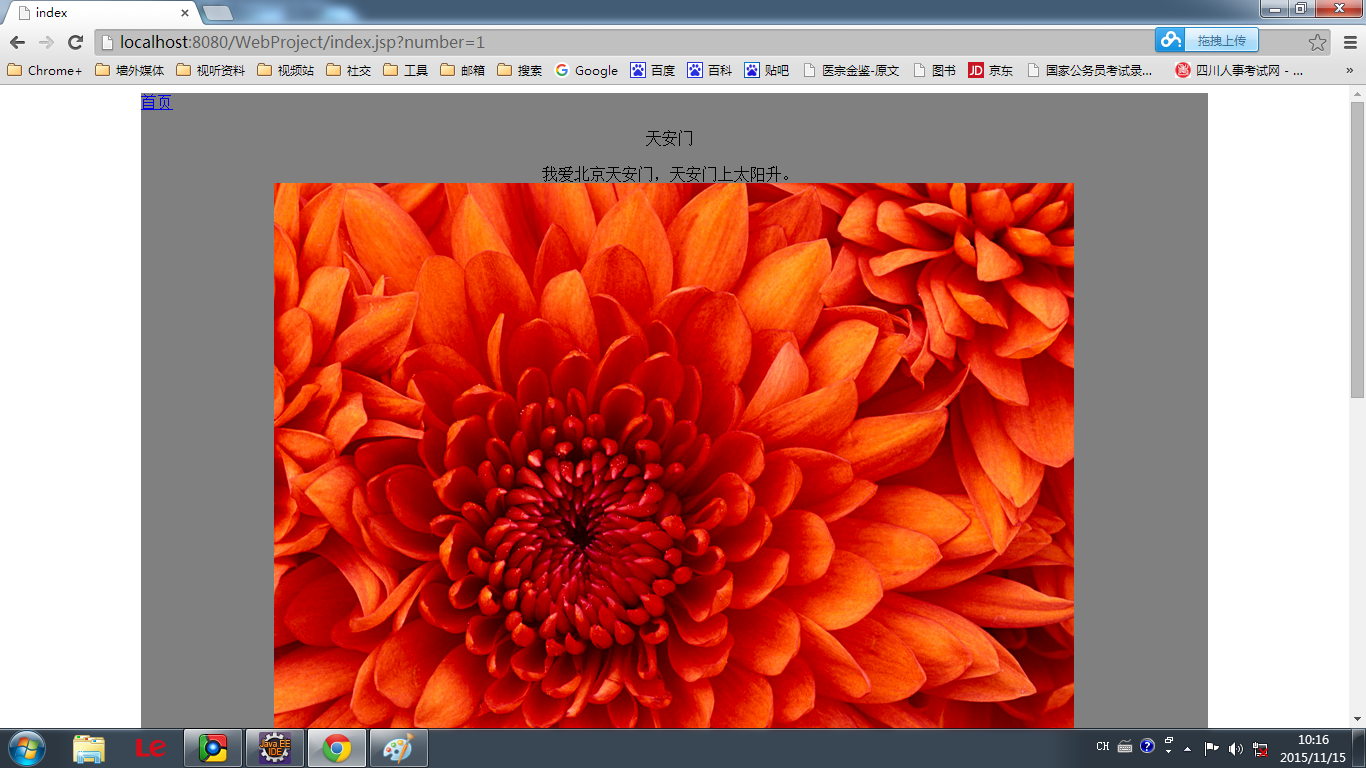 index
localhost:8080/WebProject/index.jsp?number=1
拖拽上传
Chrome+ 墙外媒体 视听资料 视频站 社交 工具 邮箱 搜索 Google 百度 百科 贴吧 医宗金鉴-原文 图书 JD 京东 国家公务员考试录... 四川人事考试网 - ... »
首页
天安门
我爱北京天安门，天安门上太阳升。
Le
Java EE
IDE
CH
10:16
2015/11/15